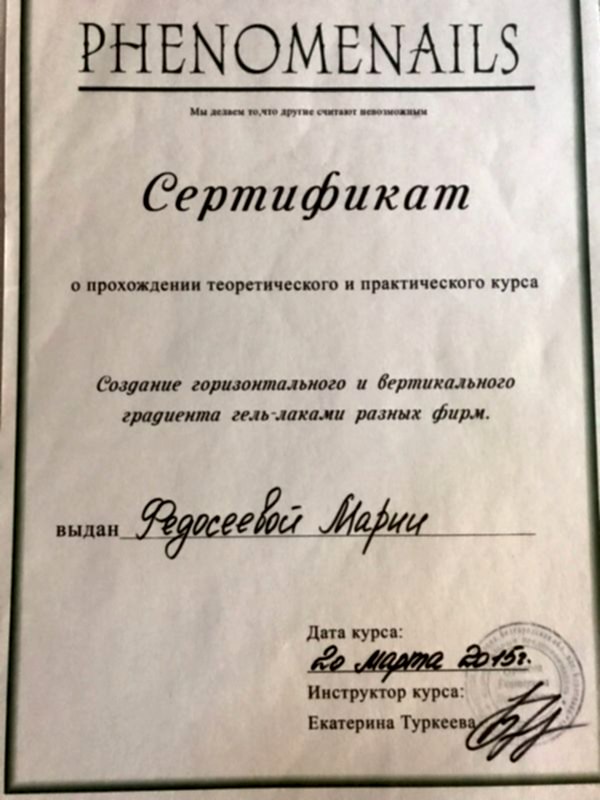 PHENOMENAILS
Мы делаем то,что другие считают невозможным
Сертификат
о прохождении теоретического и практического курса
Создание горизонтального и вертикального
градиента гель-лаками разных фирм.
выдан Федосеевой Марии
Дата курса:
20 марта 2015г.
Инструктор курса:
Екатерина Туркеева